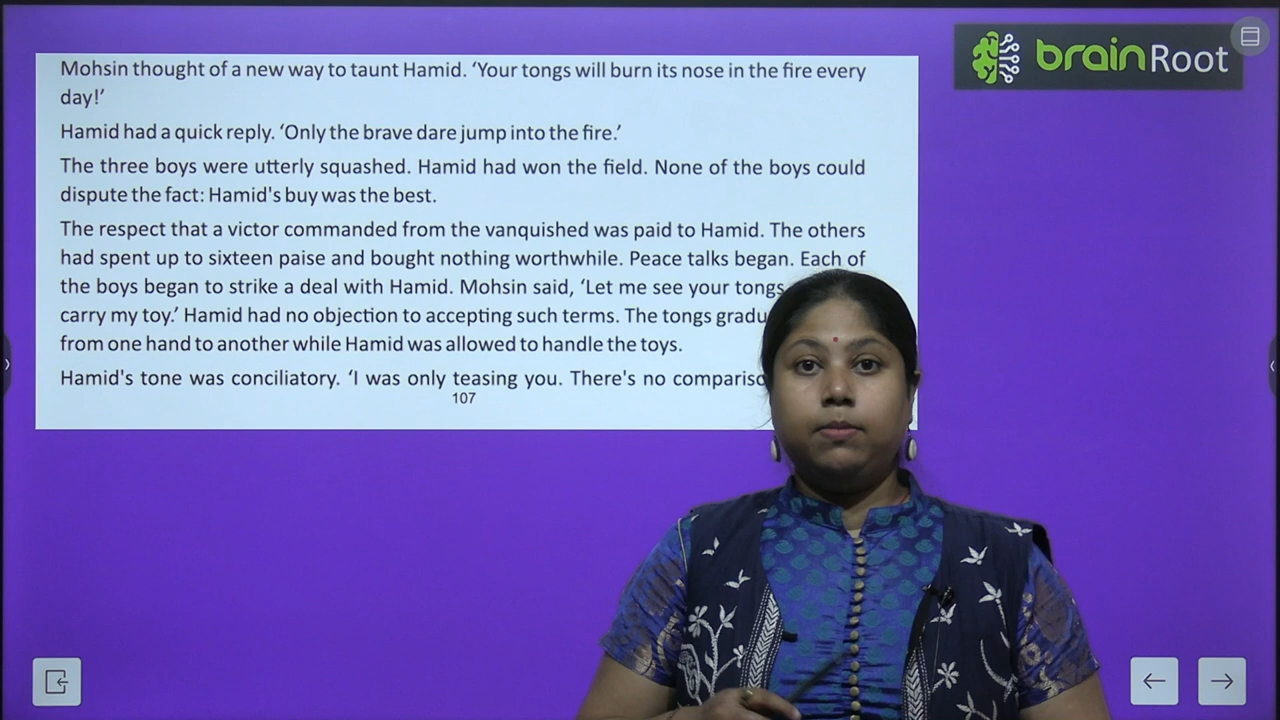 brainRoot
Mohsin thought of a new way to taunt Hamid. ‘Your tongs will burn its nose in the fire every
day!’
Hamid had a quick reply. ‘Only the brave dare jump into the fire.’
The three boys were utterly squashed. Hamid had won the field. None of the boys could
dispute the fact: Hamid's buy was the best.
The respect that a victor commanded from the vanquished was paid to Hamid. The others
had spent up to sixteen paise and bought nothing worthwhile. Peace talks began. Each of
the boys began to strike a deal with Hamid. Mohsin said, ‘Let me see your tongs
carry my toy.’ Hamid had no objection to accepting such terms. The tongs
from one hand to another while Hamid was allowed to handle the toys.
Hamid's tone was conciliatory. ‘I was only teasing you. There's no
107